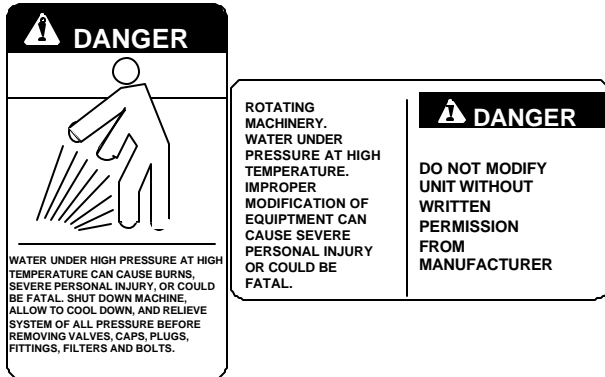 DANGER
WATER UNDER HIGH PRESSURE AT HIGH
TEMPERATURE CAN CAUSE BURNS,
SEVERE PERSONAL INJURY, OR COULD
BE FATAL. SHUT DOWN MACHINE,
ALLOW TO COOL DOWN, AND RELIEVE
SYSTEM OF ALL PRESSURE BEFORE
REMOVING VALVES, CAPS, PLUGS,
FITTINGS, FILTERS AND BOLTS.
ROTATING
MACHINERY.
WATER UNDER
PRESSURE AT HIGH
TEMPERATURE.
IMPROPER
MODIFICATION OF
EQUIPTMENT CAN
CAUSE SEVERE
PERSONAL INJURY
OR COULD BE
FATAL.
DANGER
DO NOT MODIFY
UNIT WITHOUT
WRITTEN
PERMISSION
FROM
MANUFACTURER